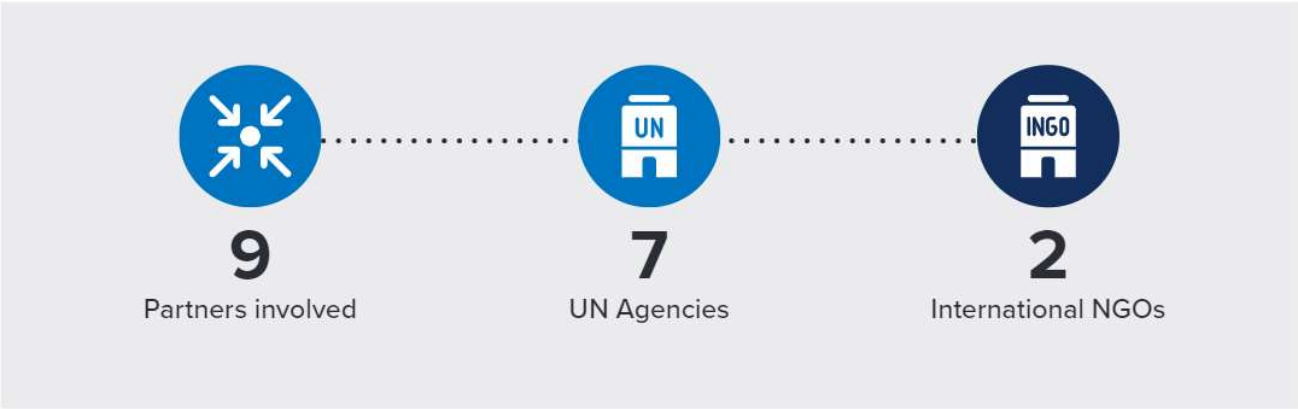 UN
INGO
9
7
2
Partners involved
UN Agencies
International NGOs